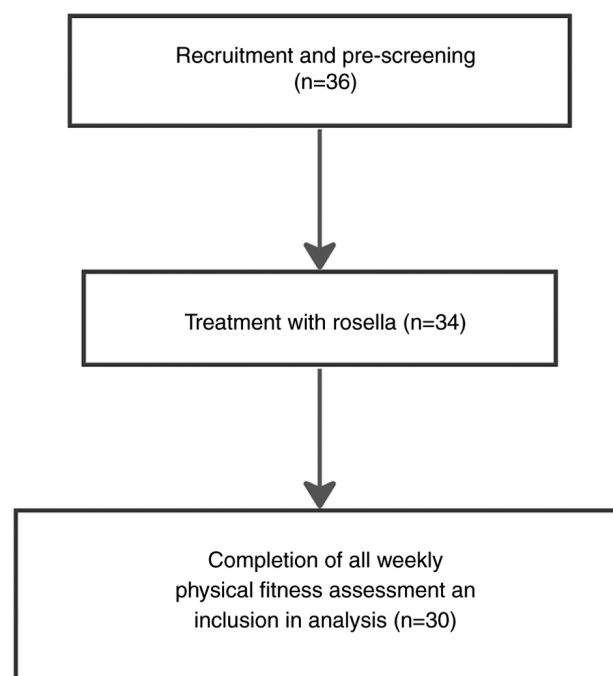 Recruitment and pre-screening
(n=36)
Treatment with rosella (n=34)
Completion of all weekly
physical fitness assessment an
inclusion in analysis (n=30)